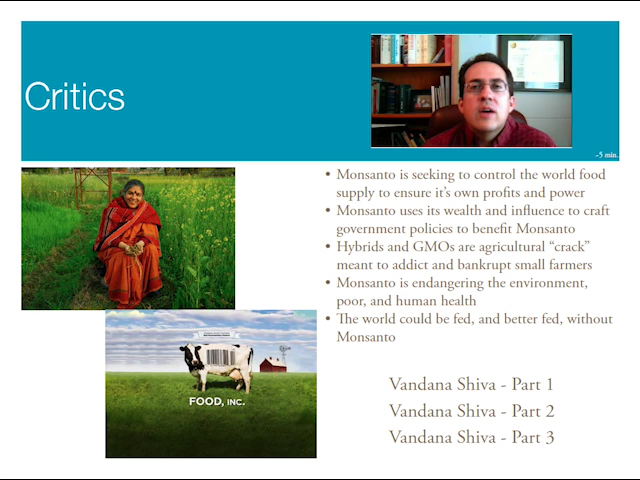 Critics
~5 min.
• Monsanto is seeking to control the world food
supply to ensure it's own profits and power
• Monsanto uses its wealth and influence to craft
government policies to benefit Monsanto
• Hybrids and GMOs are agricultural “crack”
meant to addict and bankrupt small farmers
• Monsanto is endangering the environment,
poor, and human health
• The world could be fed, and better fed, without
Monsanto
FOOD, INC.
Vandana Shiva - Part 1
Vandana Shiva - Part 2
Vandana Shiva - Part 3